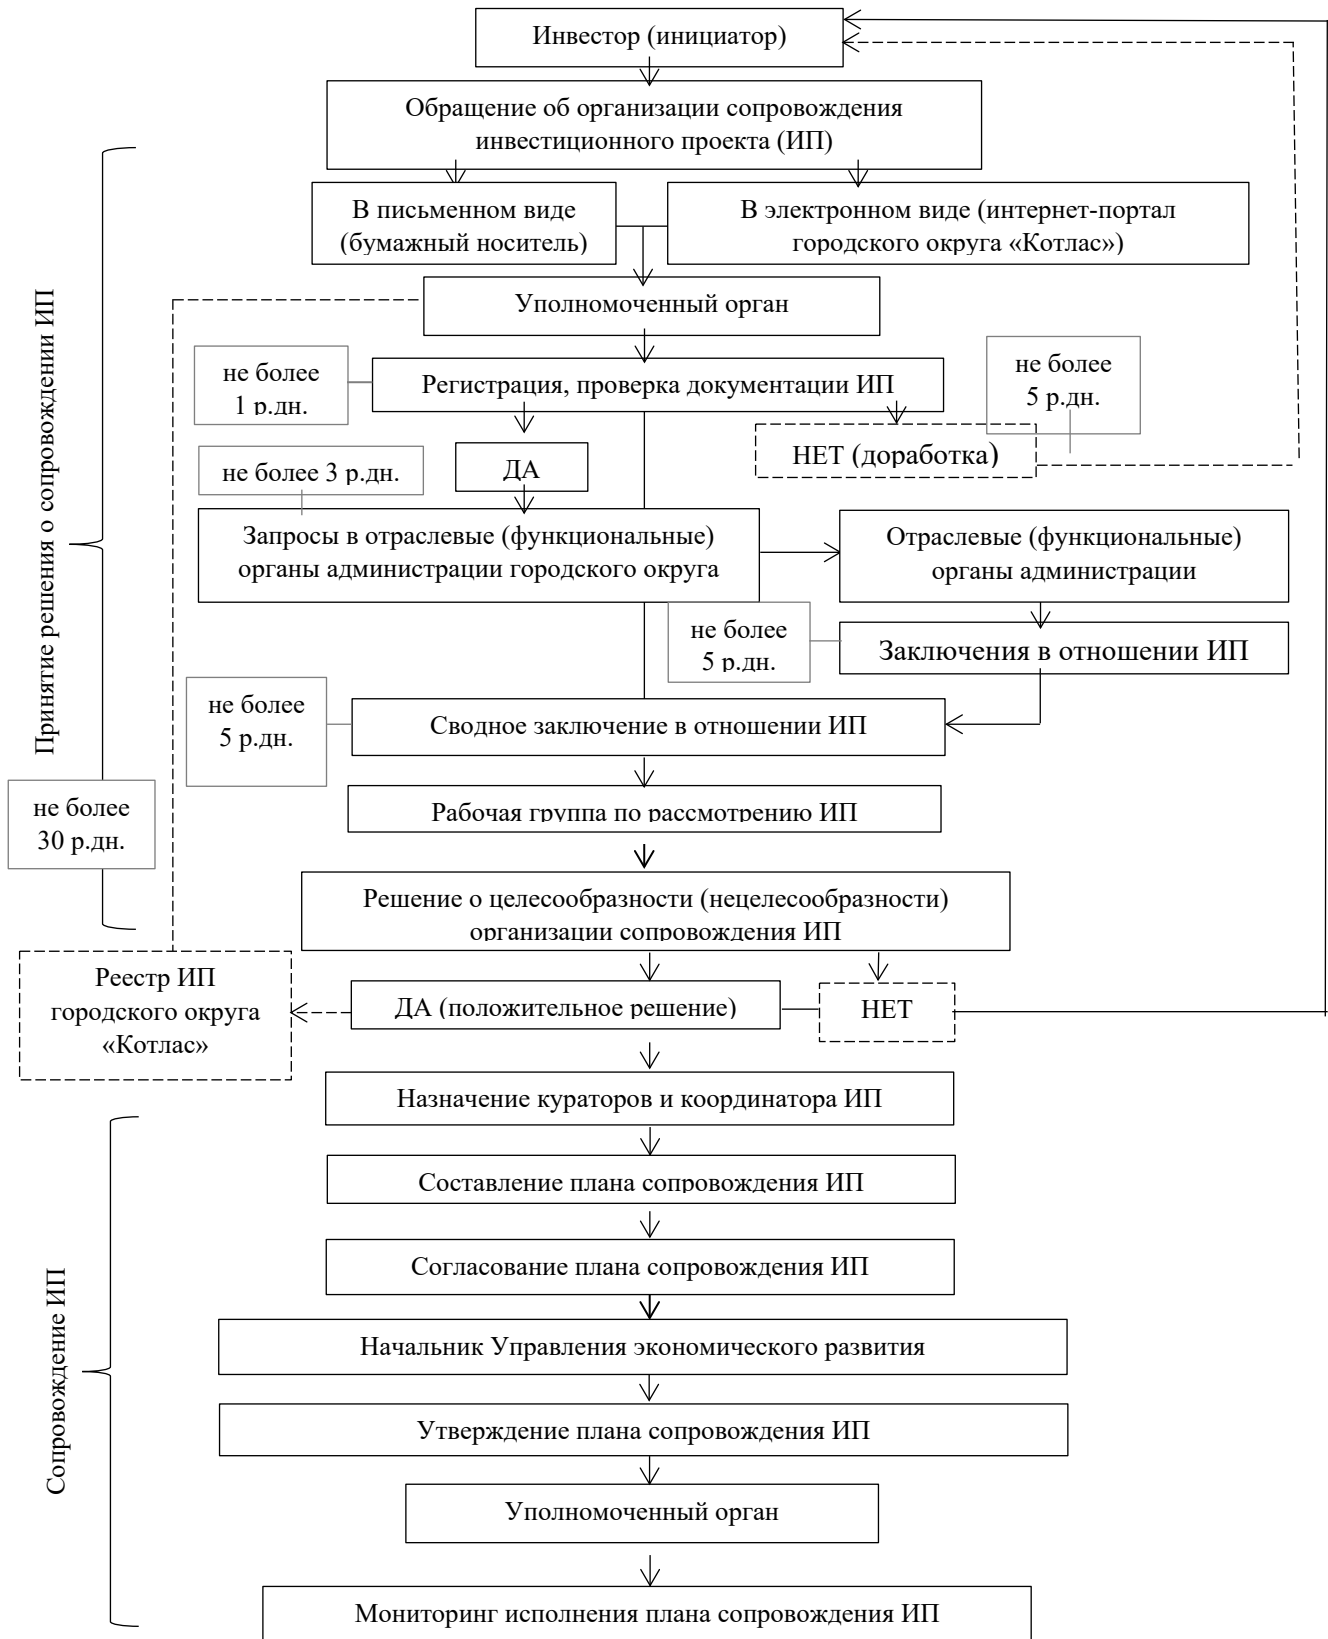 Инвестор (инициатор)
Обращение об организации сопровождения
инвестиционного проекта (ИП)
В письменном виде
(бумажный носитель)
В электронном виде (интернет-портал
городского округа «Котлас»)
Уполномоченный орган
не более
1 р.дн.
Регистрация, проверка документации ИП
не более
5 р.дн.
НЕТ (доработка)
ДА
не более 3 р.дн.
Запросы в отраслевые (функциональные)
органы администрации городского округа
Отраслевые (функциональные)
органы администрации
не более
5 р.дн.
Заключения в отношении ИП
не более
5 р.дн.
Сводное заключение в отношении ИП
Принятие решения о сопровождении ИП
не более
30 р.дн.
Рабочая группа по рассмотрению ИП
Решение о целесообразности (нецелесообразности)
организации сопровождения ИП
Реестр ИП
городского округа
«Котлас»
ДА (положительное решение)
НЕТ
Назначение кураторов и координатора ИП
Составление плана сопровождения ИП
Согласование плана сопровождения ИП
Сопровождение ИП
Начальник Управления экономического развития
Утверждение плана сопровождения ИП
Уполномоченный орган
Мониторинг исполнения плана сопровождения ИП